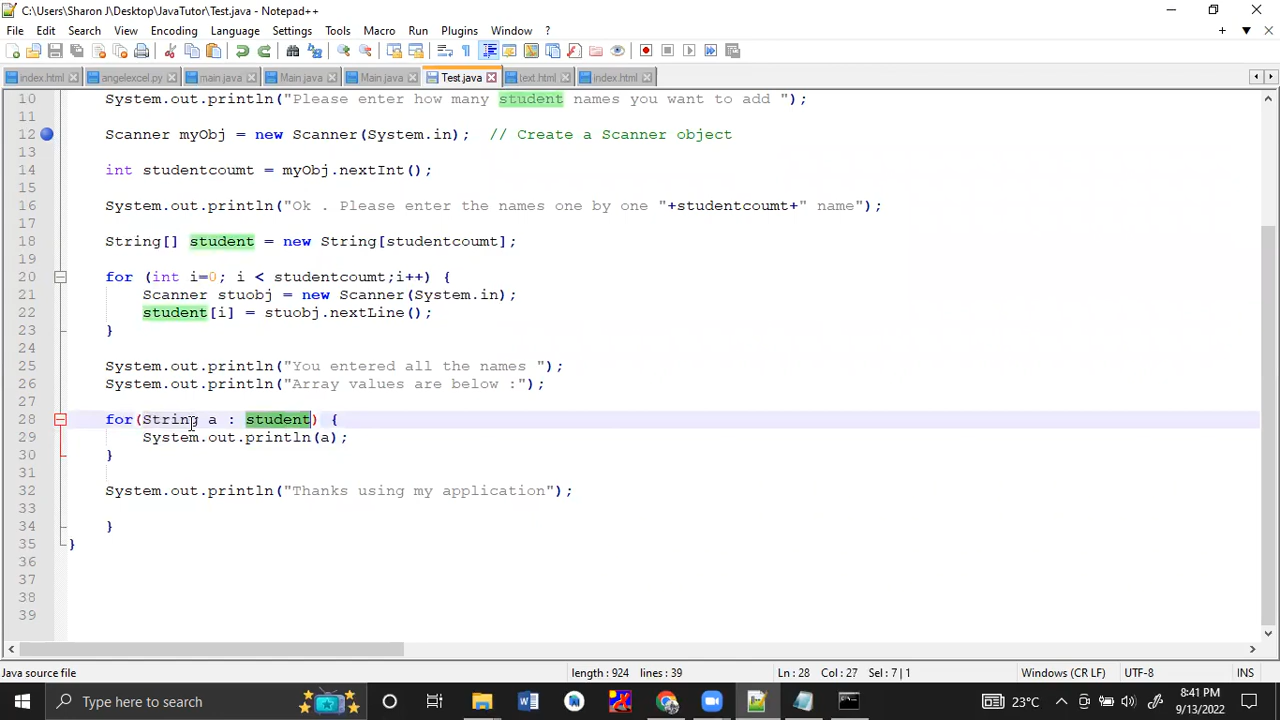 C:\Users\Sharon J\Desktop\JavaTutor\Test.java - Notepad++
File Edit Search View Encoding Language Settings Tools Macro Run Plugins Window ?
index.html angelexcel.py main.java Main.java Main.java Test.java text.html index.html
10 System.out.println("Please enter how many student names you want to add ");
11
12 Scanner myObj = new Scanner(System.in); // Create a Scanner object
13
14 int studentcoumt = myObj.nextInt();
15
16 System.out.println("Ok . Please enter the names one by one "+studentcoumt+" name");
17
18 String[] student = new String[studentcoumt];
19
20 for (int i=0; i < studentcoumt;i++) {
21 Scanner stuobj = new Scanner(System.in);
22 student[i] = stuobj.nextLine();
23 }
24
25 System.out.println("You entered all the names ");
26 System.out.println("Array values are below :");
27
28 for(String a : student) {
29 System.out.println(a);
30 }
31
32 System.out.println("Thanks using my application");
33
34 }
35 }
36
37
38
39
Java source file length : 924 lines : 39 Ln : 28 Col : 27 Sel : 7 | 1 Windows (CR LF) UTF-8 INS
Type here to search 23°C 8:41 PM
9/13/2022